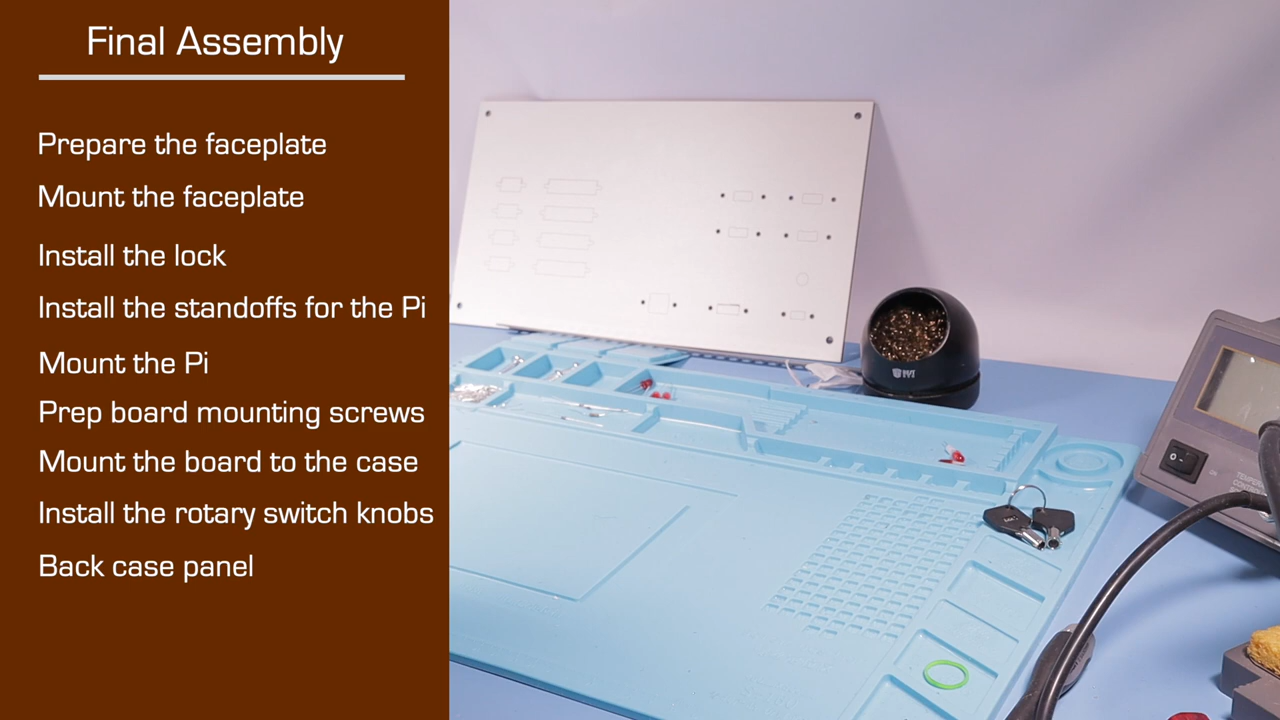 Final Assembly
Prepare the faceplate
Mount the faceplate
Install the lock
Install the standoffs for the Pi
Mount the Pi
Prep board mounting screws
Mount the board to the case
Install the rotary switch knobs
Back case panel